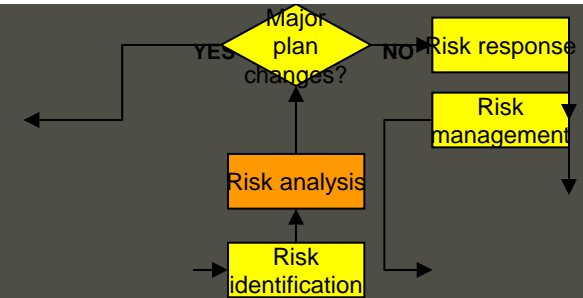 Major
plan
changes?
YES
NO
Risk response
Risk
management
Risk analysis
Risk
identification